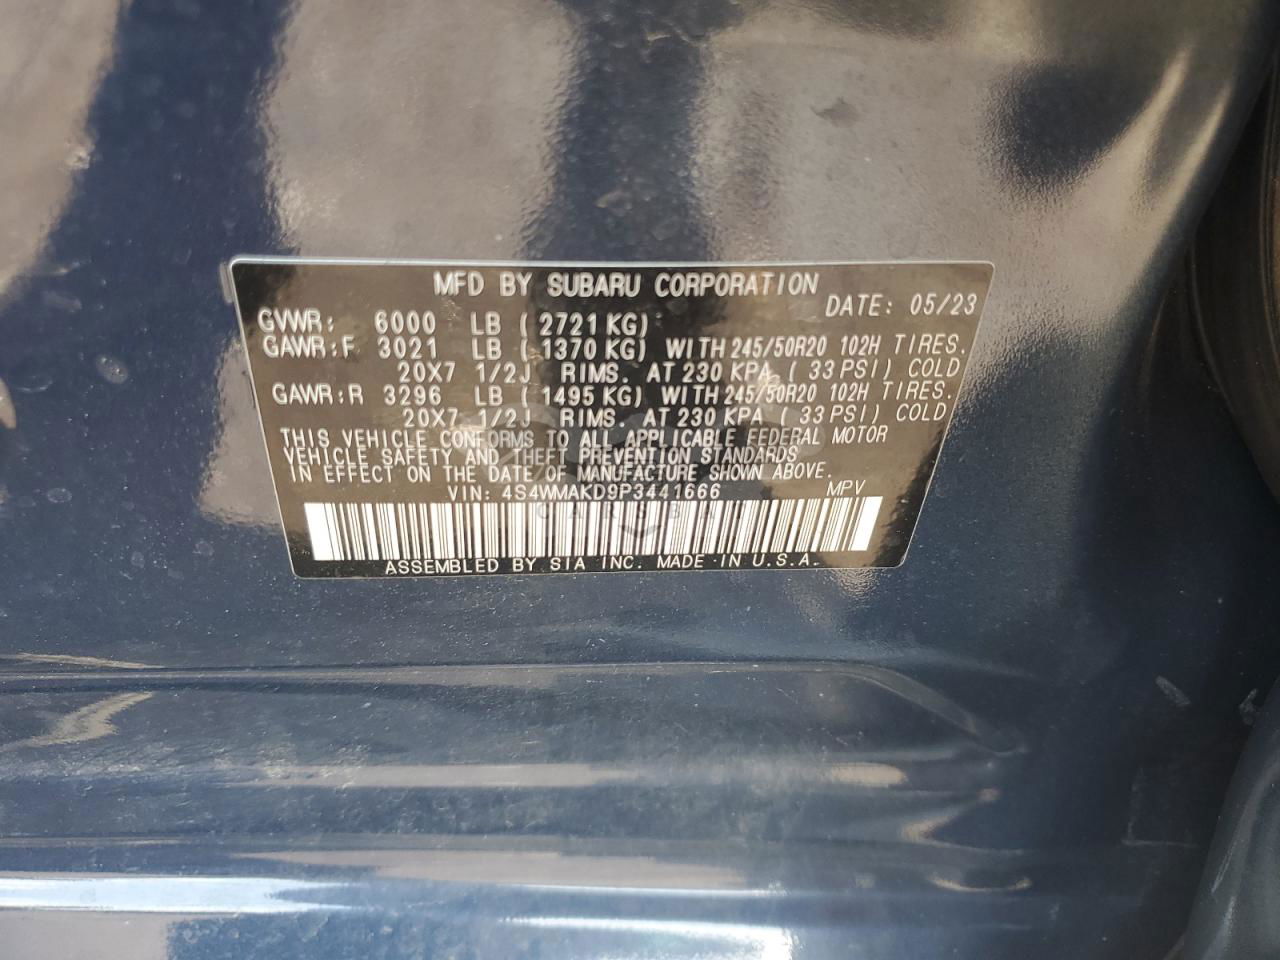 MFD BY SUBARU CORPORATION
DATE: 05/23
GVWR: 6000 LB ( 2721 KG)
GAWR:F 3021 LB ( 1370 KG) WITH 245/50R20 102H TIRES.
20X7 1/2J RIMS. AT 230 KPA ( 33 PSI) COLD
GAWR:R 3296 LB ( 1495 KG) WITH 245/50R20 102H TIRES.
20X7 1/2J RIMS. AT 230 KPA ( 33 PSI) COLD
THIS VEHICLE CONFORMS TO ALL APPLICABLE FEDERAL MOTOR
VEHICLE SAFETY AND THEFT PREVENTION STANDARDS
IN EFFECT ON THE DATE OF MANUFACTURE SHOWN ABOVE.
VIN: 4S4WMAKD9P3441666 MPV
ASSEMBLED BY SIA INC. MADE IN U.S.A.